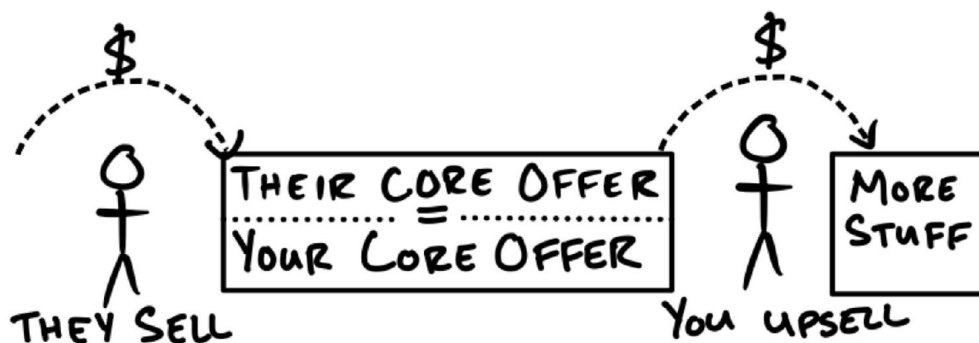 $
$
THEIR CORE OFFER
=
YOUR CORE OFFER
MORE
STUFF
THEY SELL
YOU UPSELL